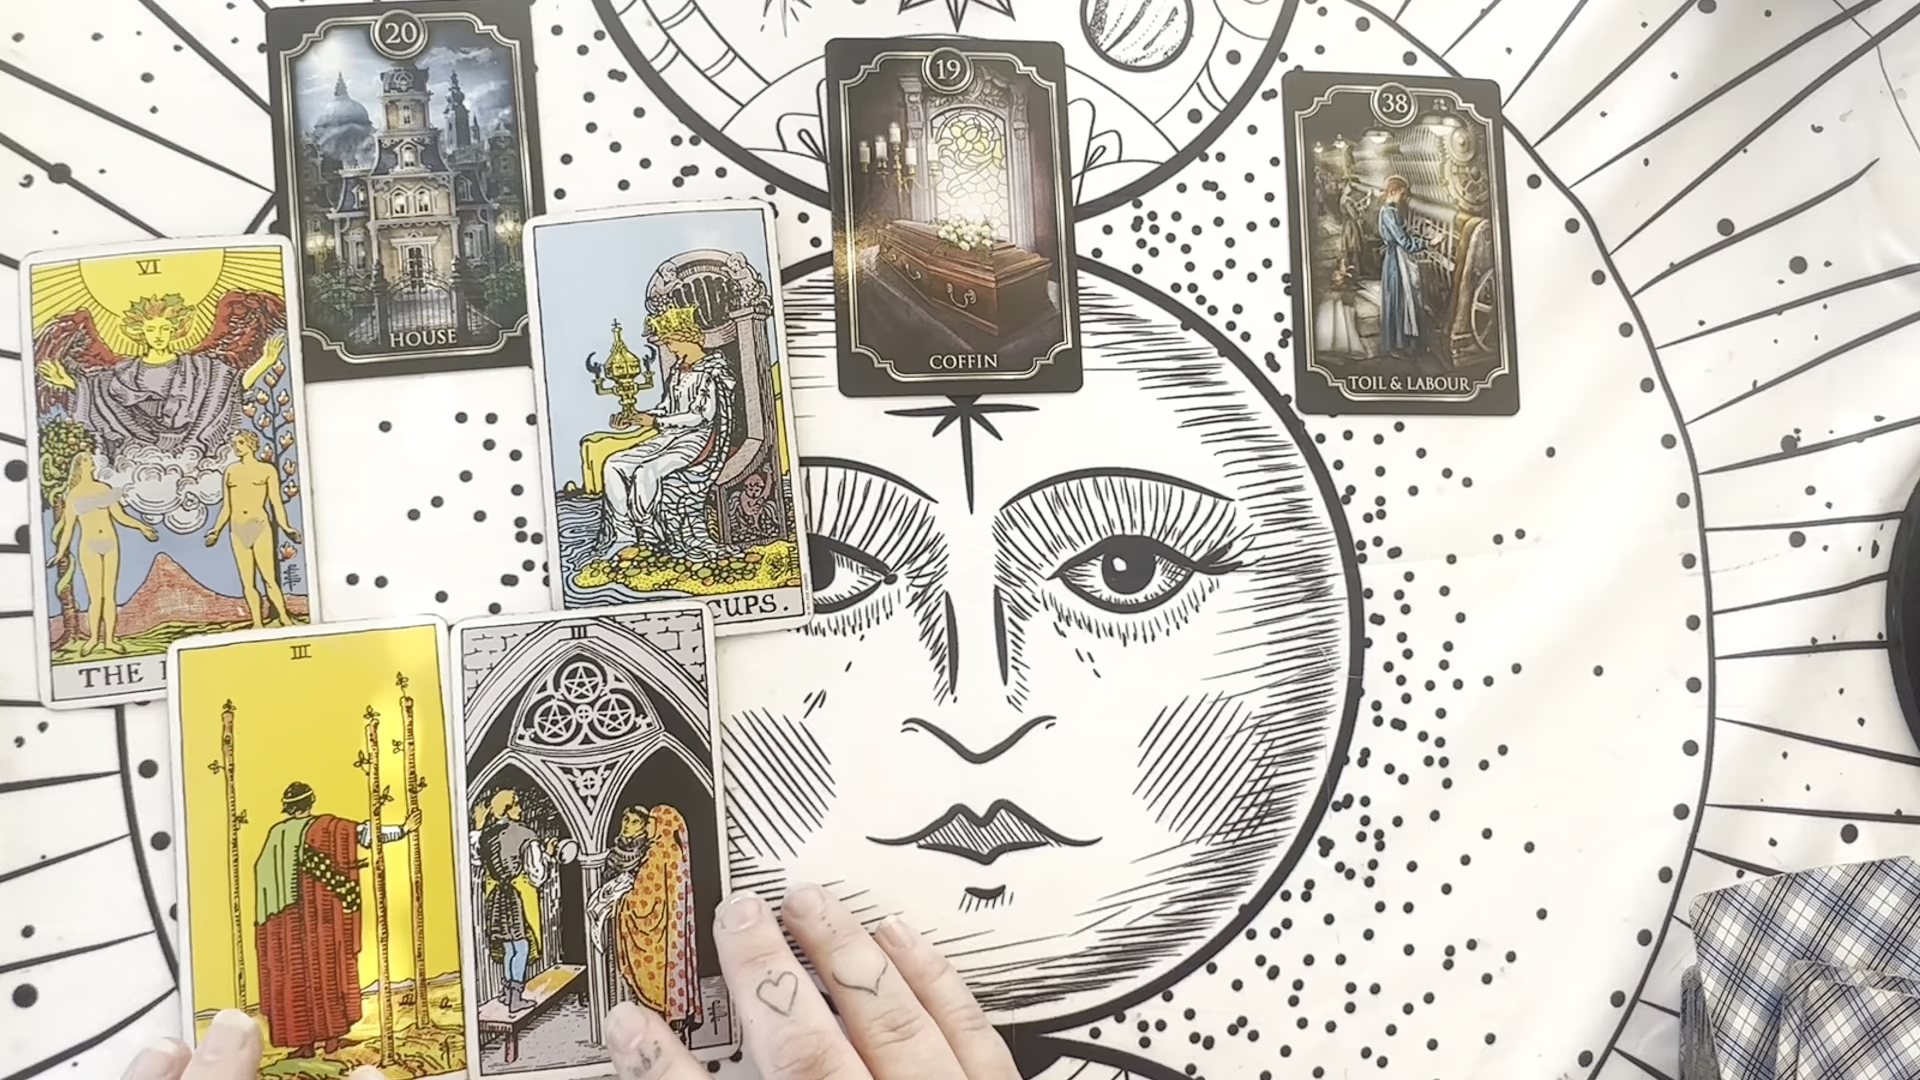 20
HOUSE
19
COFFIN
38
TOIL & LABOUR
VI
THE
CUPS.
III
III